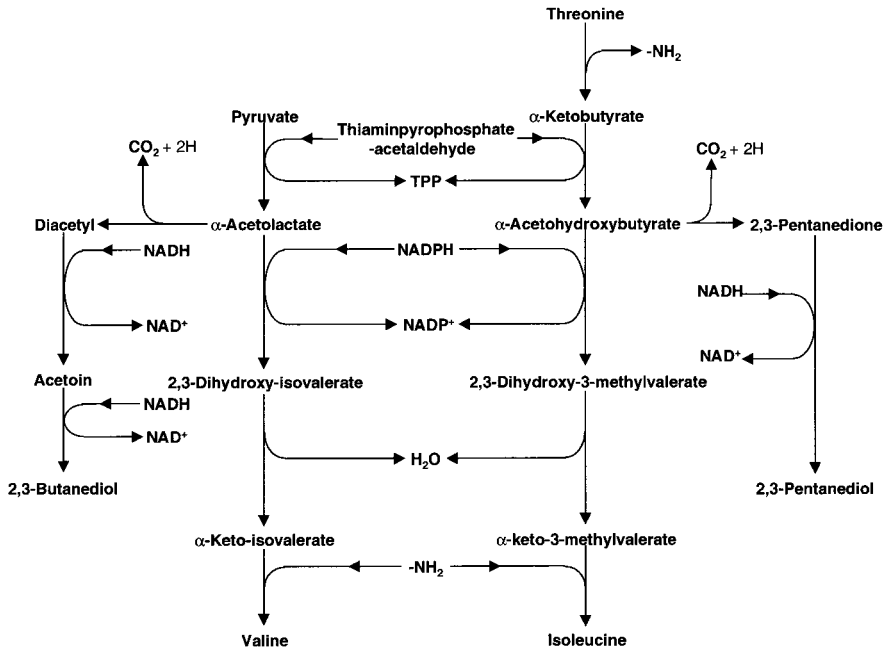 Threonine
-NH₂
Pyruvate
α-Ketobutyrate
Thiaminpyrophosphate
-acetaldehyde
CO₂ + 2H
CO₂ + 2H
TPP
Diacetyl
α-Acetolactate
α-Acetohydroxybutyrate
2,3-Pentanedione
NADH
NADPH
NADH
NAD⁺
NADP⁺
NAD⁺
Acetoin
2,3-Dihydroxy-isovalerate
2,3-Dihydroxy-3-methylvalerate
NADH
NAD⁺
H₂O
2,3-Butanediol
2,3-Pentanediol
α-Keto-isovalerate
α-keto-3-methylvalerate
-NH₂
Valine
Isoleucine